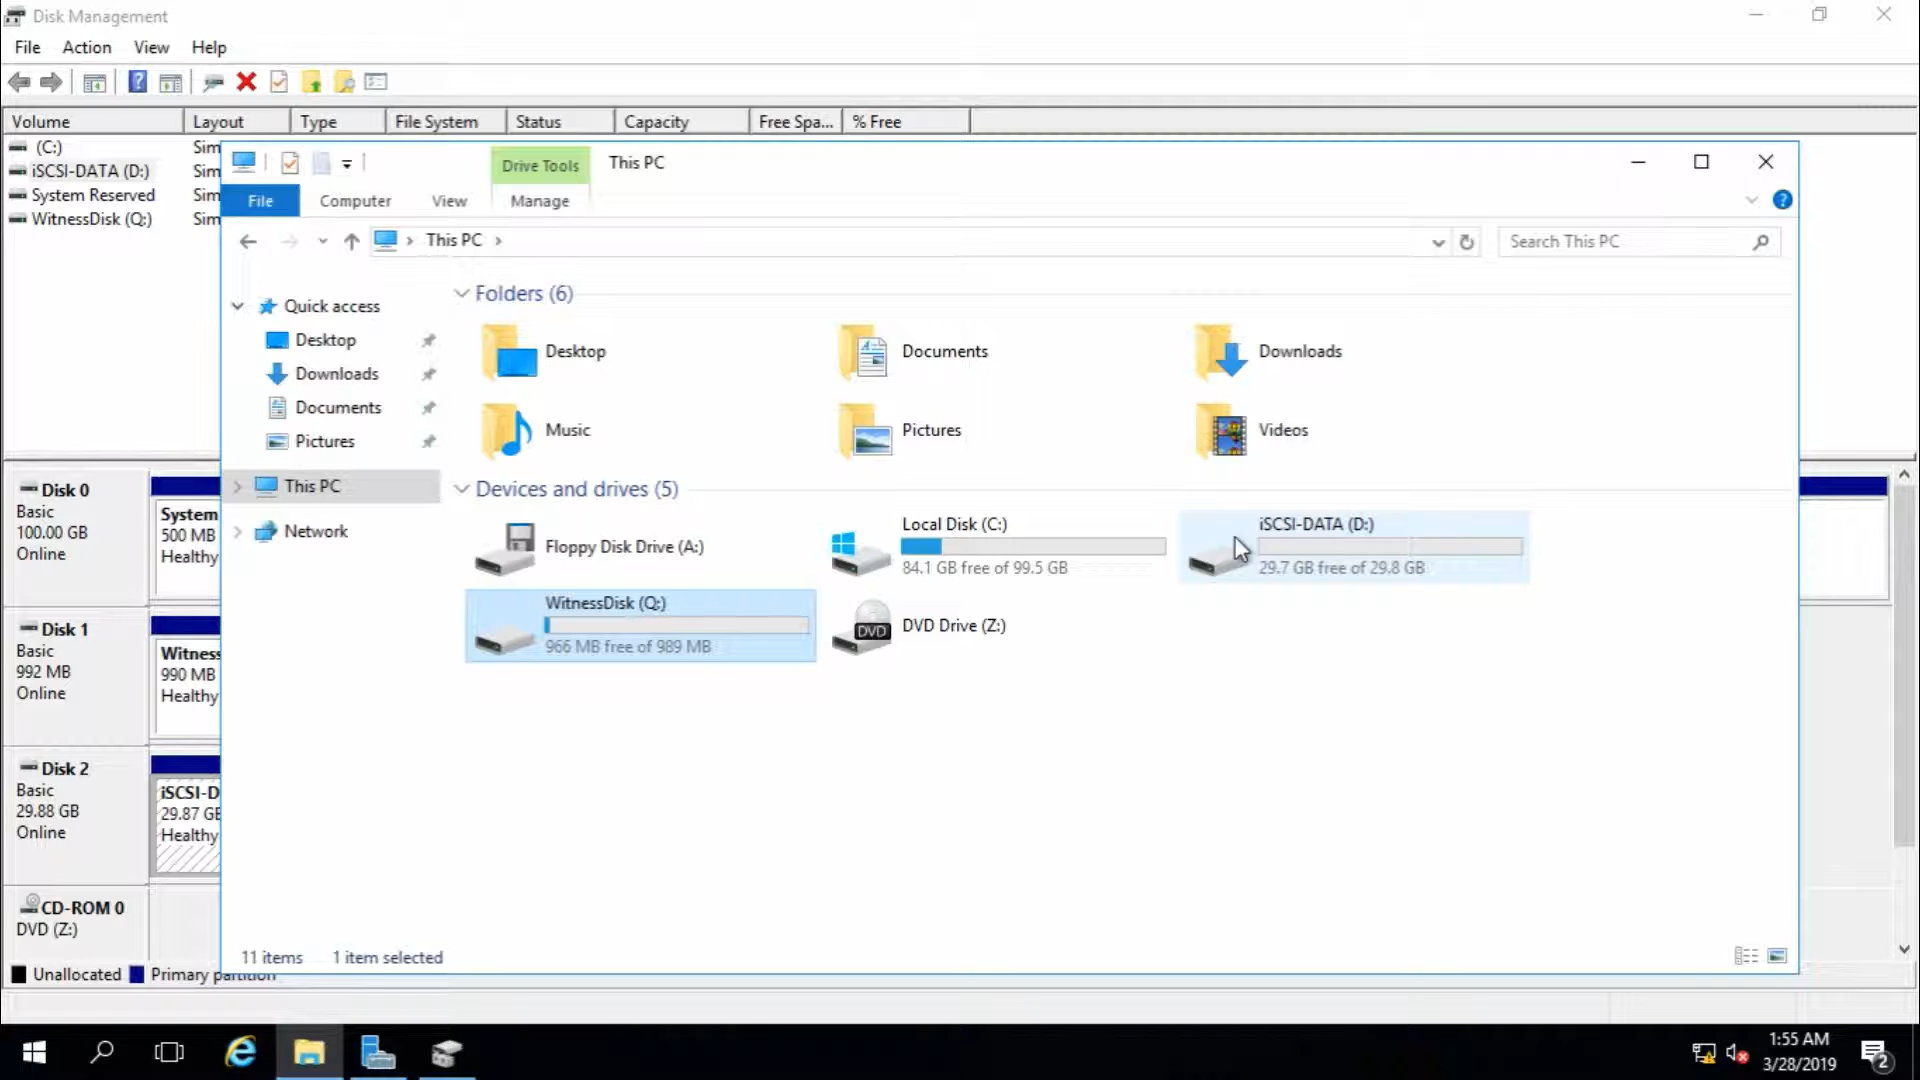 Disk Management
File Action View Help
Volume Layout Type File System Status Capacity Free Spa... % Free
(C:) Sim
iSCSI-DATA (D:) Sim
System Reserved Sim
WitnessDisk (Q:) Sim
Drive Tools This PC
File Computer View Manage
This PC
Search This PC
Quick access
Desktop
Downloads
Documents
Pictures
This PC
Network
Folders (6)
Desktop Documents Downloads
Music Pictures Videos
Devices and drives (5)
Floppy Disk Drive (A:)
Local Disk (C:)
84.1 GB free of 99.5 GB
iSCSI-DATA (D:)
29.7 GB free of 29.8 GB
WitnessDisk (Q:)
966 MB free of 989 MB
DVD
DVD Drive (Z:)
11 items 1 item selected
Disk 0
Basic
100.00 GB
Online
System
500 MB
Healthy
Disk 1
Basic
992 MB
Online
Witness
990 MB
Healthy
Disk 2
Basic
29.88 GB
Online
iSCSI-D
29.87 GB
Healthy
CD-ROM 0
DVD (Z:)
Unallocated Primary partition
1:55 AM
3/28/2019
2